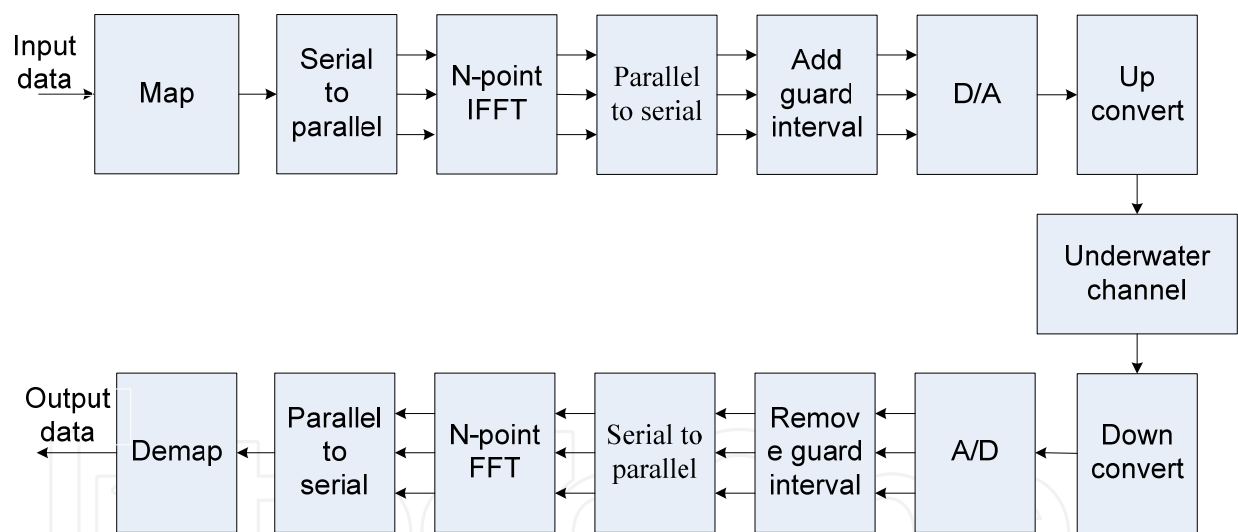 Input
data
Map
Serial
to
parallel
N-point
IFFT
Parallel
to serial
Add
guard
interval
D/A
Up
convert
Underwater
channel
Output
data
Demap
Parallel
to
serial
N-point
FFT
Serial to
parallel
Remov
e guard
interval
A/D
Down
convert